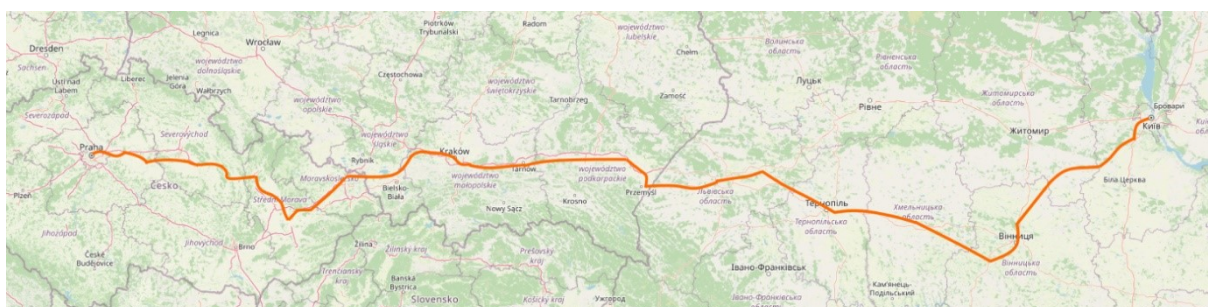 Piotrków
Trybunalski
Radom
województwo
lubelskie
Legnica
Wrocław
Dresden
Sachsen
Chełm
Волинська
область
Рівненська
область
Ústí nad
Labem
Liberec
Jelenia
Góra
Wałbrzych
województwo
dolnośląskie
Częstochowa
województwo
świętokrzyskie
Tarnobrzeg
Zamość
Луцьк
Рівне
Житомирська
область
Житомир
Бровари
Київ
województwo
opolskie
Severozápad
Severovýchod
Praha
województwo
śląskie
Kraków
Rybnik
Tarnów
województwo
podkarpackie
Plzeň
Česko
Moravskoslezsko
Bielsko-
Biała
województwo
małopolskie
Krosno
Przemyśl
Львівська
область
Střední Morava
Nowy Sącz
Тернопіль
Хмельницька
область
Біла Церква
Jihozápad
České
Budějovice
Jihovýchod
Brno
Žilina
Žilinský kraj
Prešovský
kraj
Тернопільська
область
Вінниця
Вінницька
область
Trenčiansky
kraj
Banská
Bystrica
Slovensko
Košický kraj
Ужгород
Івано-Франківськ
Кам'янець-
Подільський